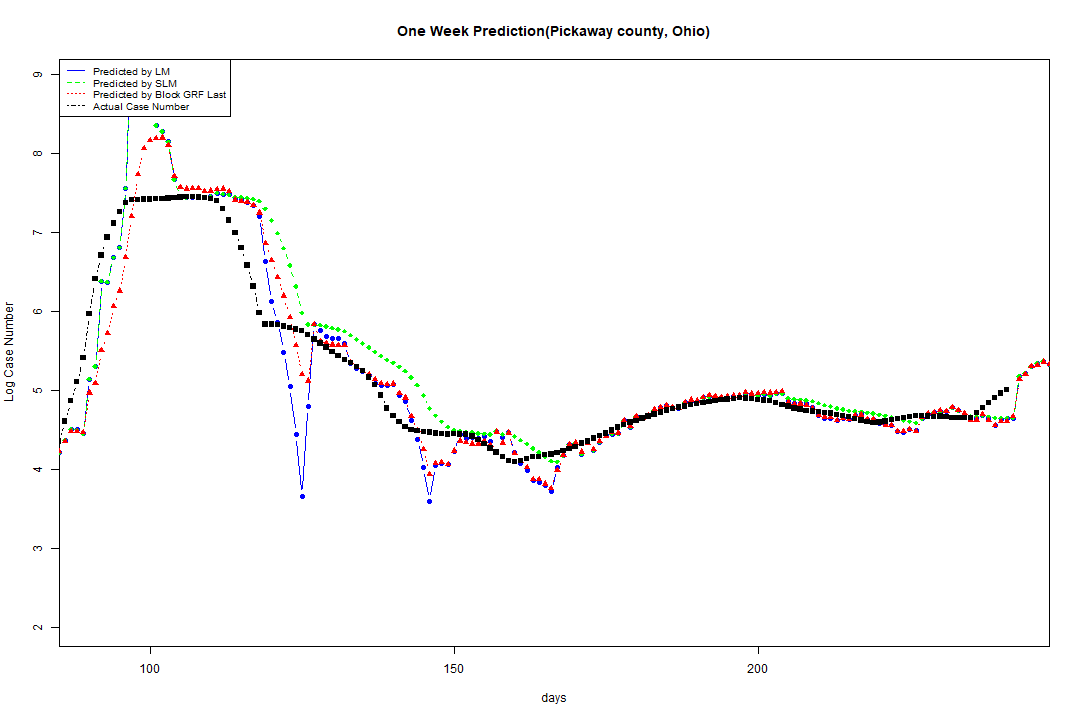 One Week Prediction(Pickaway county, Ohio)
Predicted by LM
Predicted by SLM
Predicted by Block GRF Last
Actual Case Number
9
8
7
6
5
4
3
2
Log Case Number
100
150
200
days